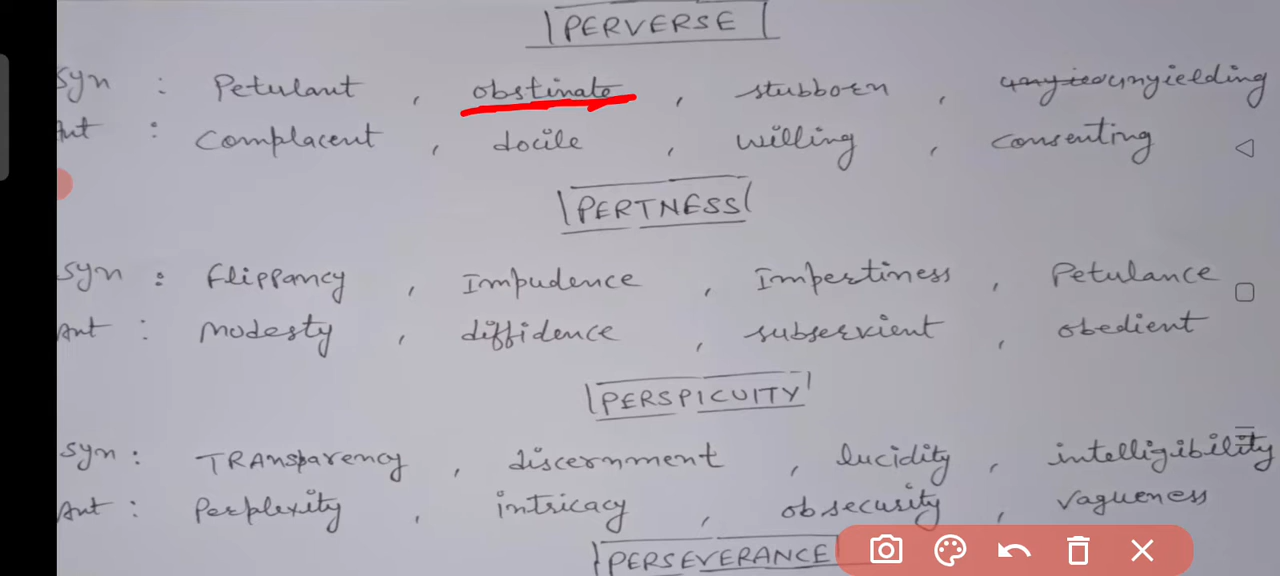 PERVERSE
Syn : Petulant , obstinate , stubborn , unyielding
Ant : Complacent , docile , willing , consenting
PERTNESS
Syn : Flippancy , Impudence , Impertiness , Petulance
Ant : Modesty , diffidence , subservient , obedient
PERSPICUITY
Syn : TRANsparency , discernment , lucidity , intelligibility
Ant : Perplexity , intricacy , obsecurity , vagueness
PERSEVERANCE